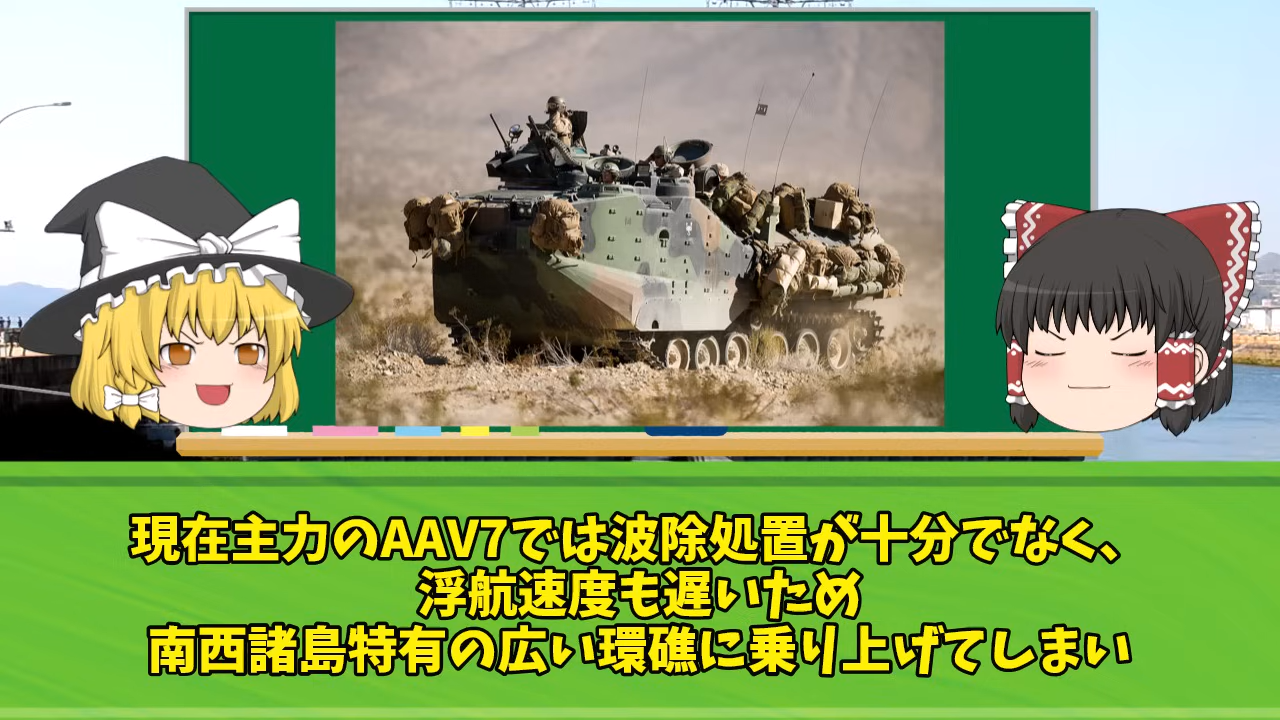 現在主力のAAV7では波除処置が十分でなく、
浮航速度も遅いため
南西諸島特有の広い環礁に乗り上げてしまい